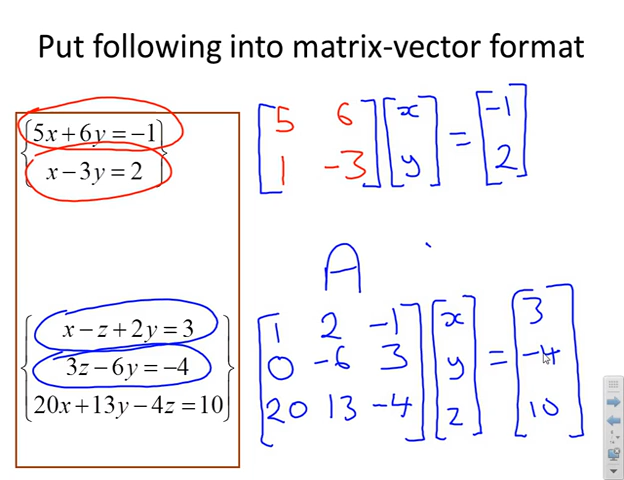 Put following into matrix-vector format
5x + 6y = −1
x − 3y = 2
[5 6; 1 −3] [x; y] = [−1; 2]
A
x − z + 2y = 3
3z − 6y = −4
20x + 13y − 4z = 10
[1 2 −1; 0 −6 3; 20 13 −4] [x; y; z] = [3; −4; 10]